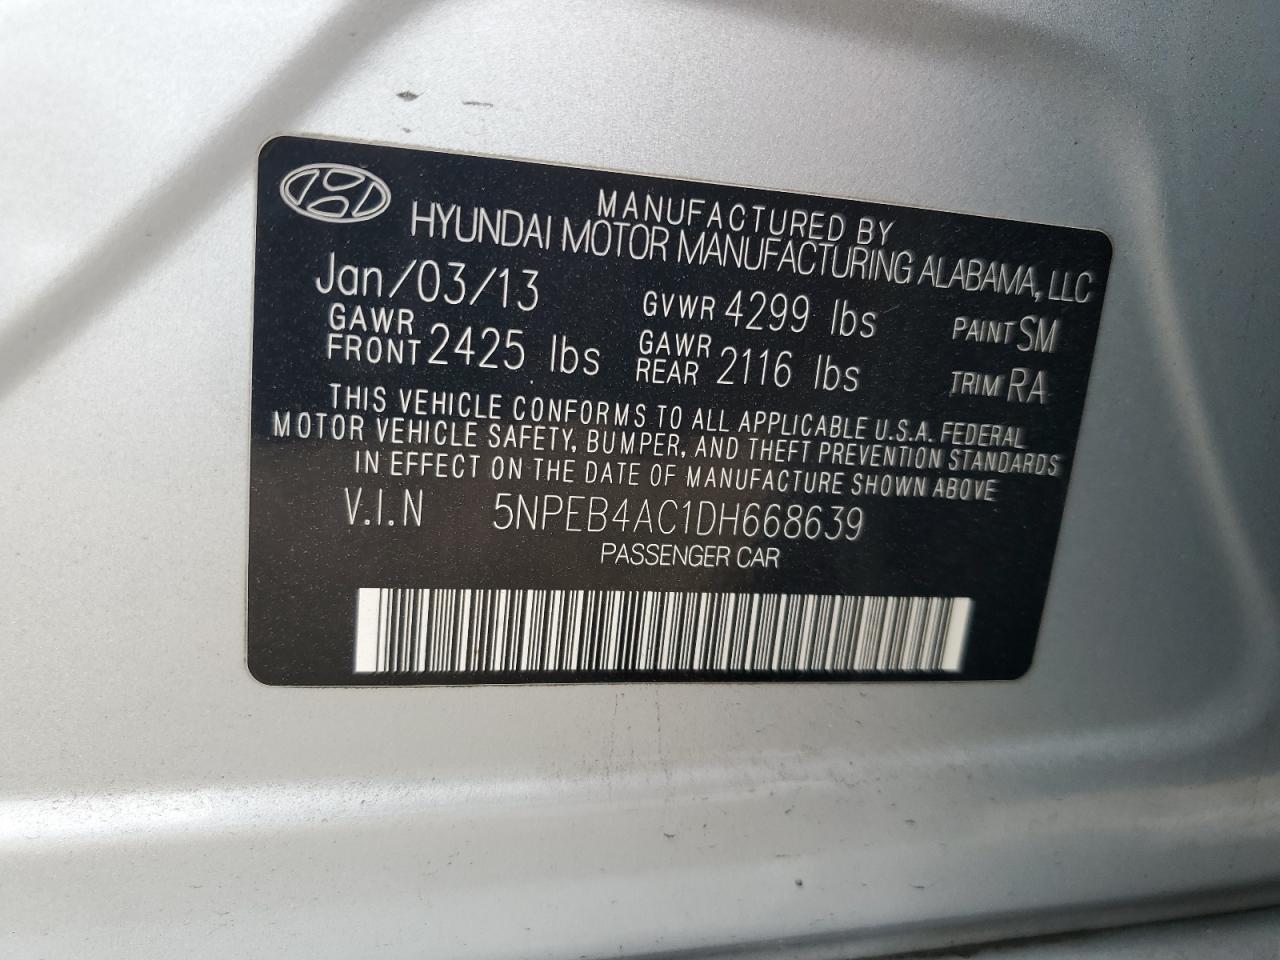 MANUFACTURED BY
HYUNDAI MOTOR MANUFACTURING ALABAMA, LLC
Jan/03/13 GVWR 4299 lbs PAINT SM
GAWR FRONT 2425 lbs GAWR REAR 2116 lbs TRIM RA
THIS VEHICLE CONFORMS TO ALL APPLICABLE U.S.A. FEDERAL
MOTOR VEHICLE SAFETY, BUMPER, AND THEFT PREVENTION STANDARDS
IN EFFECT ON THE DATE OF MANUFACTURE SHOWN ABOVE
V.I.N 5NPEB4AC1DH668639
PASSENGER CAR